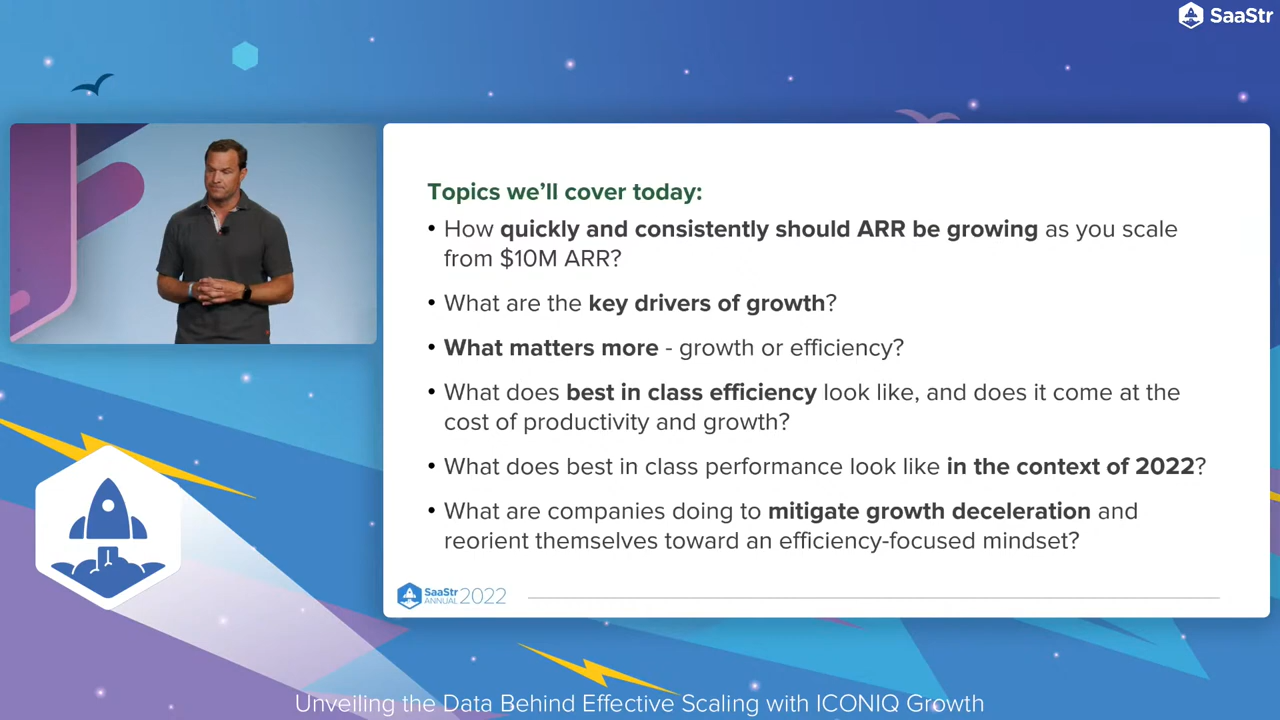 SaaStr
Topics we’ll cover today:
• How quickly and consistently should ARR be growing as you scale
from $10M ARR?
• What are the key drivers of growth?
• What matters more - growth or efficiency?
• What does best in class efficiency look like, and does it come at the
cost of productivity and growth?
• What does best in class performance look like in the context of 2022?
• What are companies doing to mitigate growth deceleration and
reorient themselves toward an efficiency-focused mindset?
SaaStr
ANNUAL 2022
Unveiling the Data Behind Effective Scaling with ICONIQ Growth